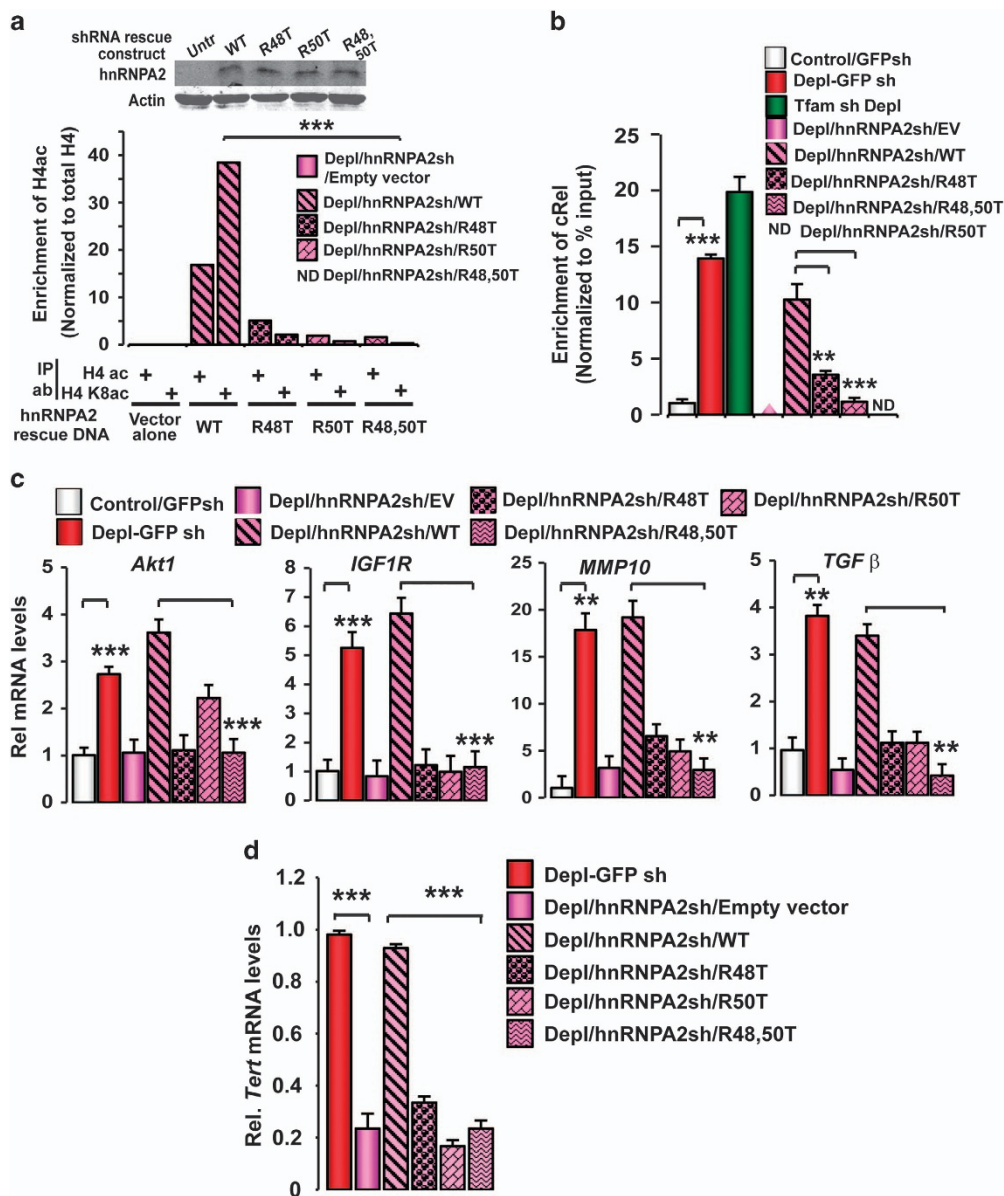 a
shRNA rescue construct
Untr WT R48T R50T R48, 50T
hnRNPA2
Actin
Enrichment of H4ac
(Normalized to total H4)
40
30
20
10
0
***
Depl/hnRNPA2sh
/Empty vector
Depl/hnRNPA2sh/WT
Depl/hnRNPA2sh/R48T
Depl/hnRNPA2sh/R50T
ND Depl/hnRNPA2sh/R48,50T
IP ab
H4 ac + + + + +
H4 K8ac + + + + +
hnRNPA2 rescue DNA
Vector alone WT R48T R50T R48,50T
b
Control/GFPsh
Depl-GFP sh
Tfam sh Depl
Depl/hnRNPA2sh/EV
Depl/hnRNPA2sh/WT
Depl/hnRNPA2sh/R48T
Depl/hnRNPA2sh/R48,50T
ND Depl/hnRNPA2sh/R50T
Enrichment of cRel
(Normalized to % input)
25
20
15
10
5
0
***
**
***
ND
c
Control/GFPsh Depl/hnRNPA2sh/EV Depl/hnRNPA2sh/R48T Depl/hnRNPA2sh/R50T
Depl-GFP sh Depl/hnRNPA2sh/WT Depl/hnRNPA2sh/R48,50T
Rel mRNA levels
Akt1
5
4
3
2
1
0
***
***
IGF1R
8
7
6
5
4
3
2
1
0
***
***
MMP10
25
20
15
10
5
0
**
**
TGF β
5
4
3
2
1
0
**
**
d
Rel. Tert mRNA levels
1.2
1.0
0.8
0.6
0.4
0.2
0
***
***
Depl-GFP sh
Depl/hnRNPA2sh/Empty vector
Depl/hnRNPA2sh/WT
Depl/hnRNPA2sh/R48T
Depl/hnRNPA2sh/R50T
Depl/hnRNPA2sh/R48,50T